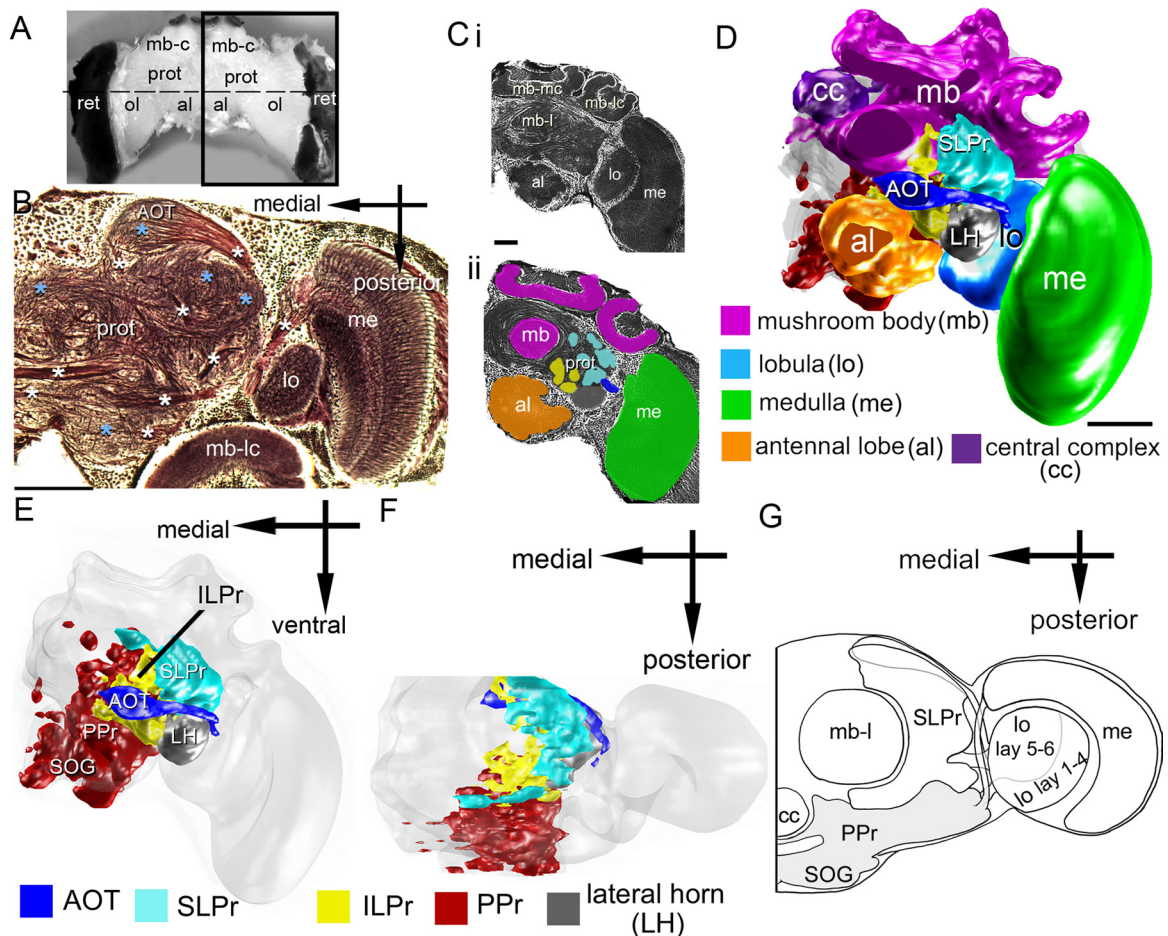 A
mb-c
mb-c
prot
prot
ret
ol
al
al
ol
ret
B
AOT
*
*
*
*
*
*
*
*
*
*
*
*
medial
posterior
prot
me
lo
mb-lc
C i
mb-mc
mb-lc
mb-l
al
lo
me
ii
mb
prot
al
me
D
cc
mb
SLPr
AOT
al
LH
lo
me
mushroom body (mb)
lobula (lo)
medulla (me)
antennal lobe (al)
central complex
(cc)
E
medial
ventral
ILPr
SLPr
AOT
PPr
LH
SOG
F
medial
posterior
G
medial
posterior
mb-l
SLPr
lo
lay 5-6
lo lay 1-4
me
cc
PPr
SOG
AOT
SLPr
ILPr
PPr
lateral horn
(LH)